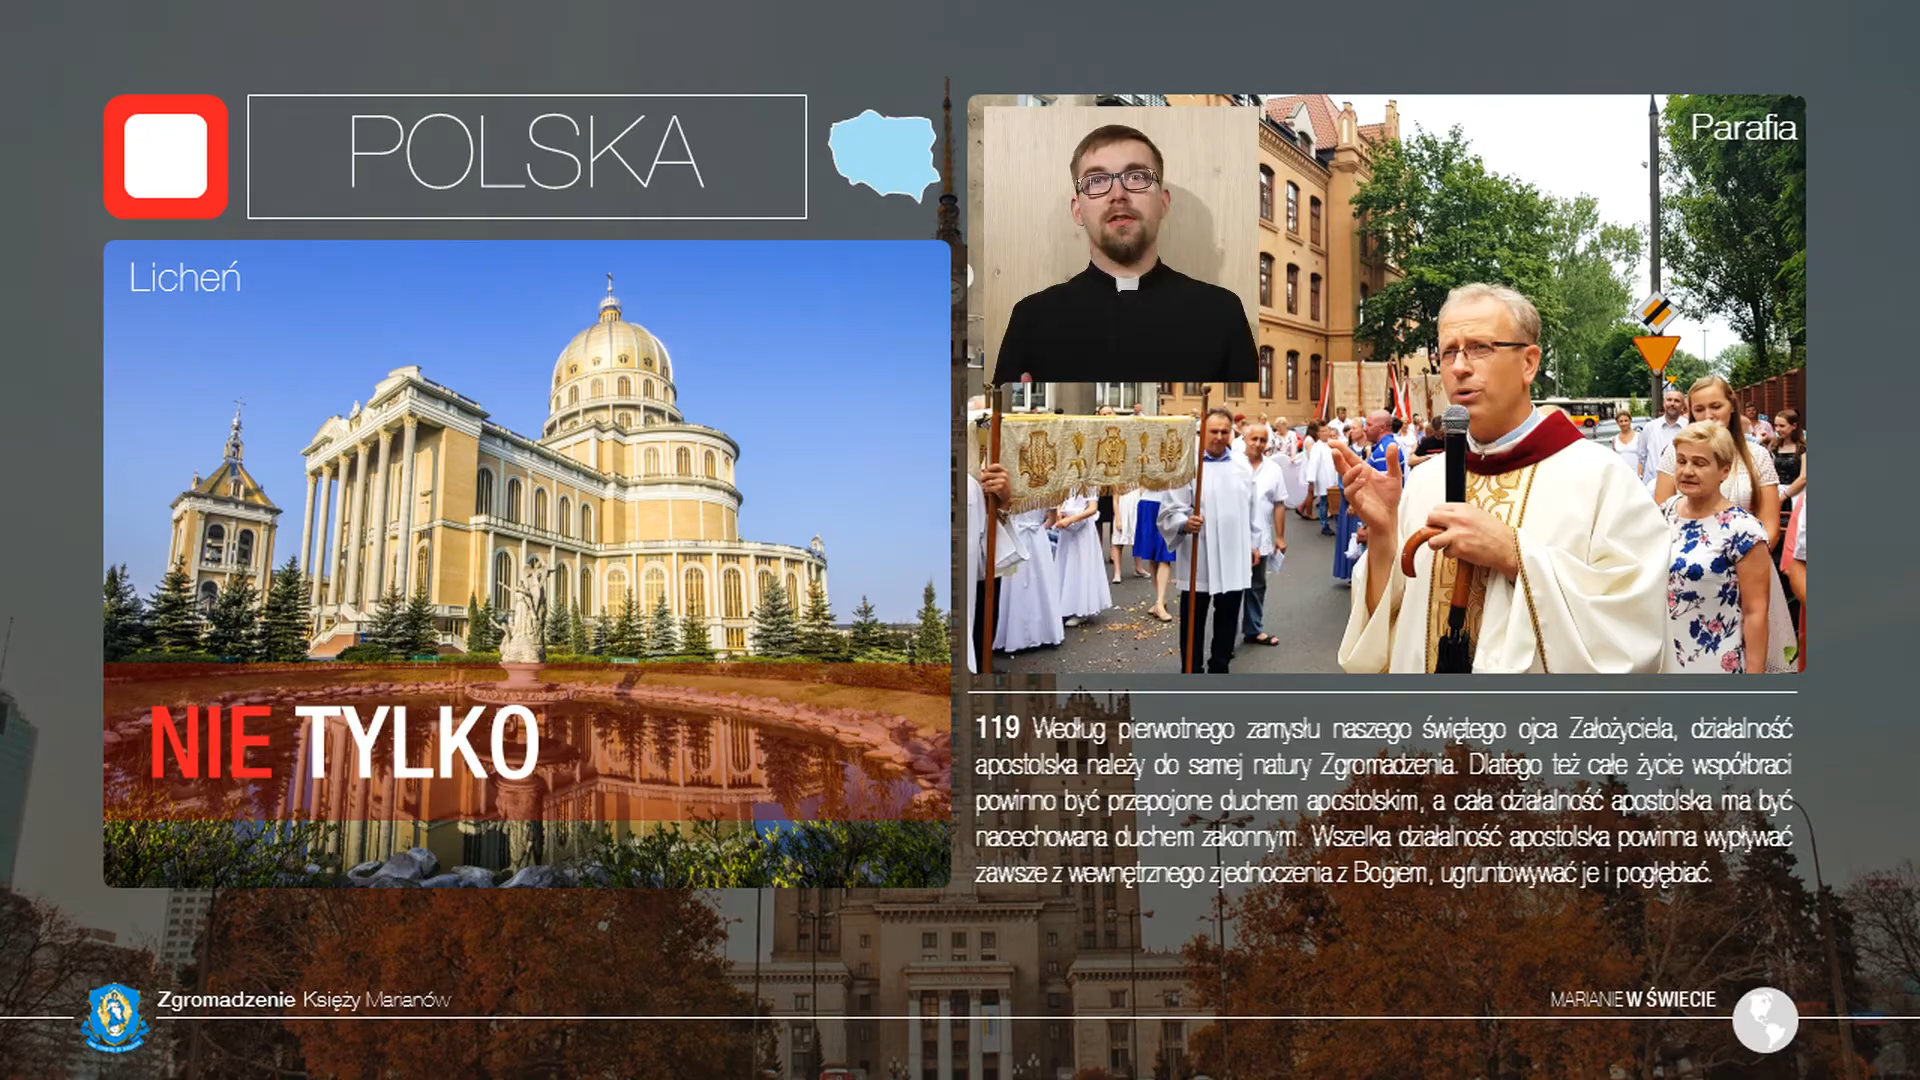 POLSKA
Licheń
NIE TYLKO
Parafia
119 Według pierwotnego zamysłu naszego świętego ojca Założyciela, działalność
apostolska należy do samej natury Zgromadzenia. Dlatego też całe życie współbraci
powinno być przepojone duchem apostolskim, a cała działalność apostolska ma być
nacechowana duchem zakonnym. Wszelka działalność apostolska powinna wypływać
zawsze z wewnętrznego zjednoczenia z Bogiem, ugruntowywać je i pogłębiać.
Zgromadzenie Księży Marianów
MARIANIE W ŚWIECIE